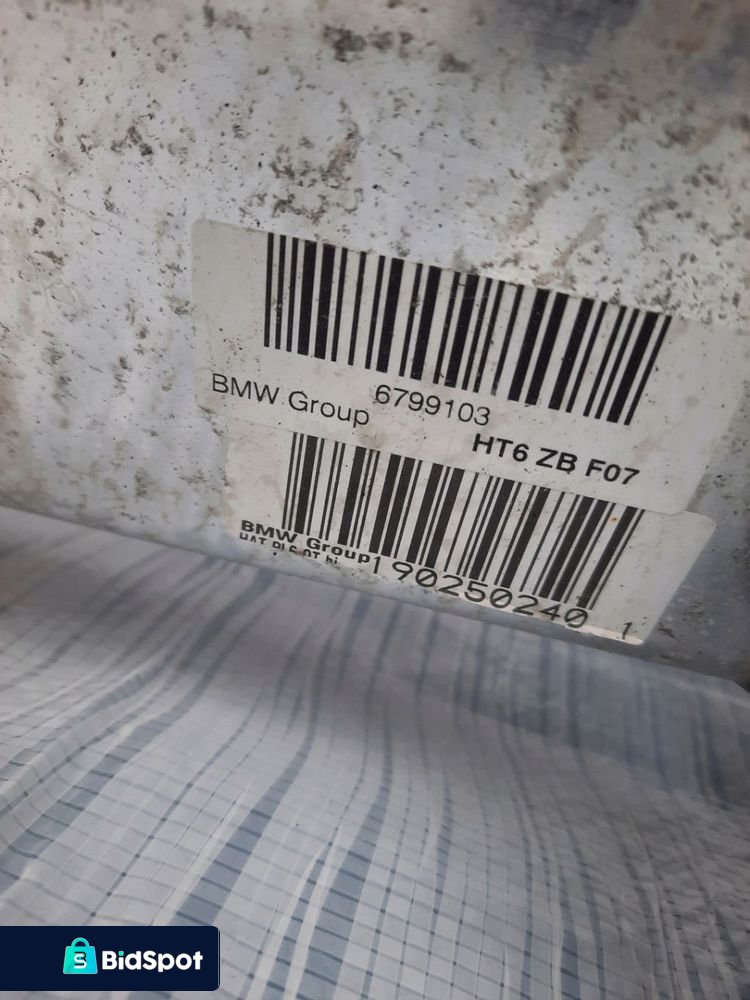 6799103
BMW Group
HT6 ZB F07
BMW Group
190250240 1
BidSpot